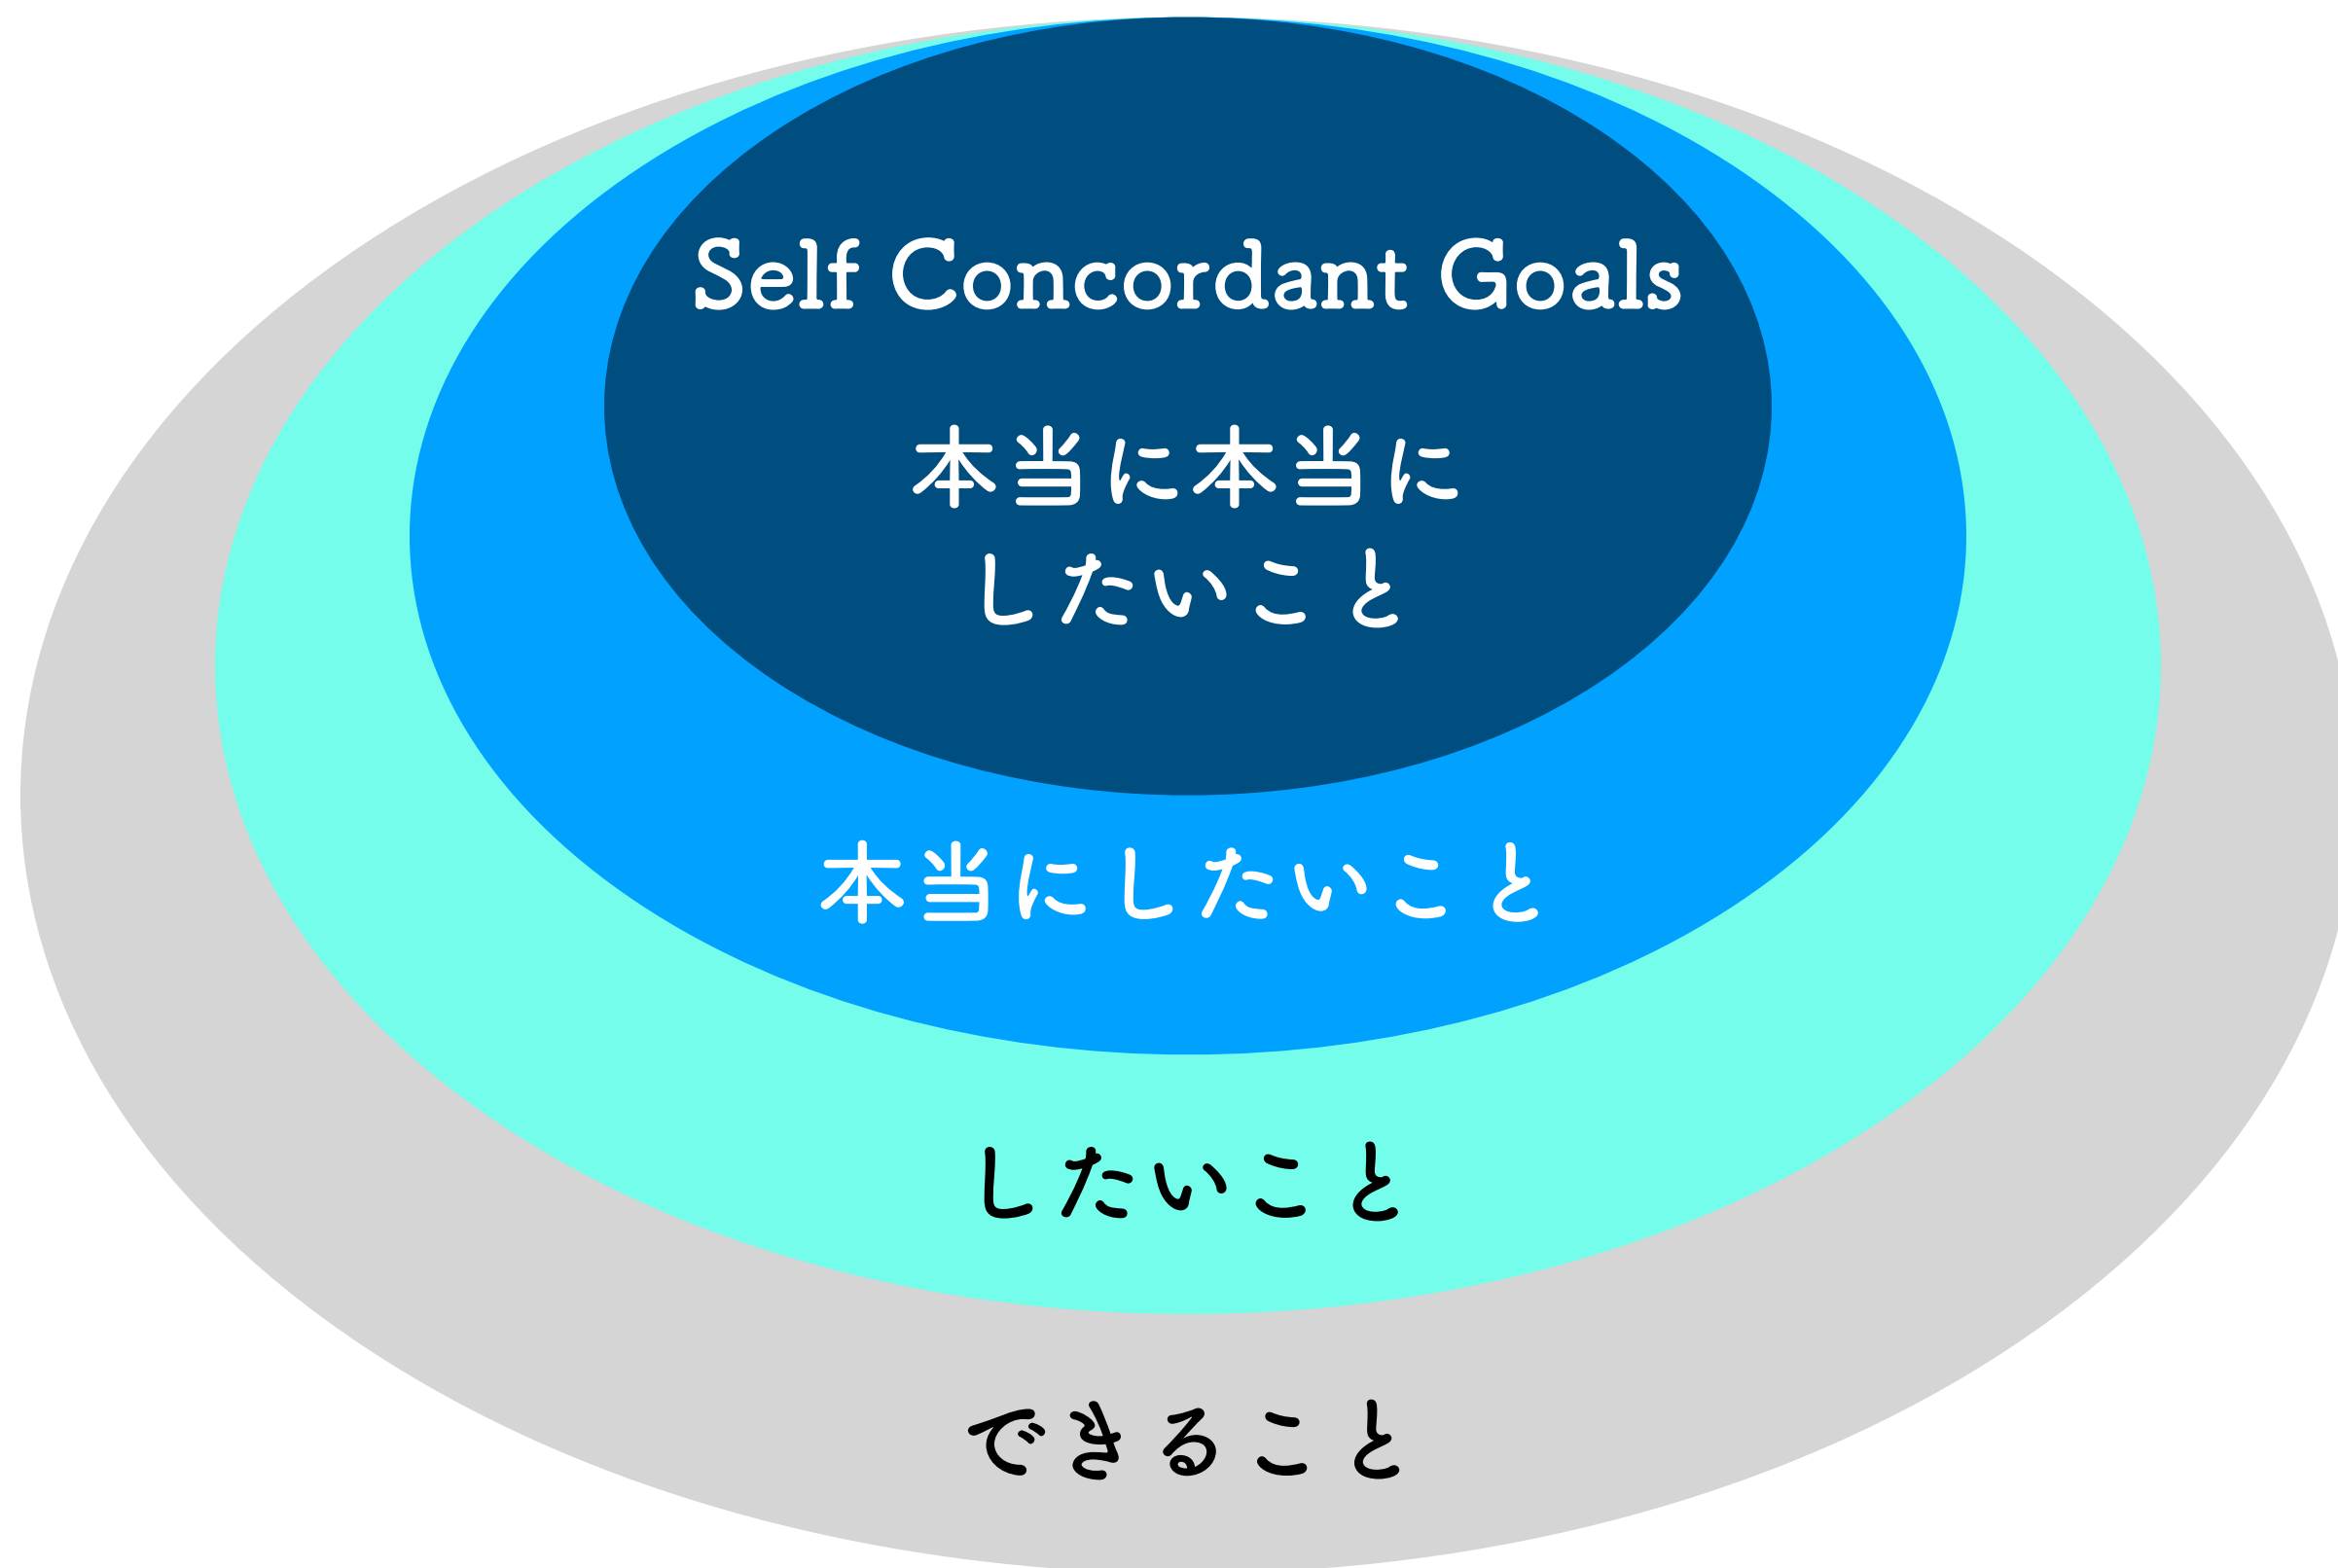 Self Concordant Goals
本当に本当に
したいこと
本当にしたいこと
したいこと
できること